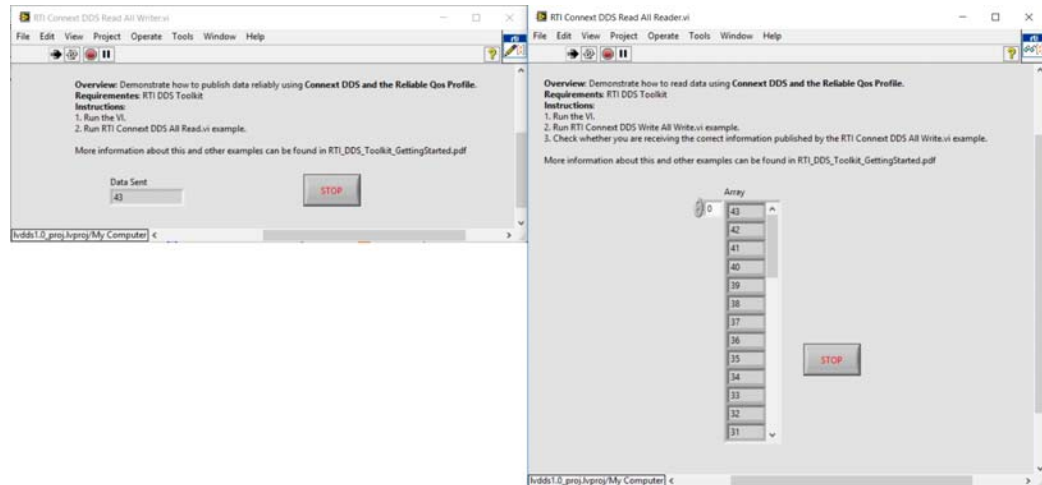 RTI Connext DDS Read All Writer.vi
File Edit View Project Operate Tools Window Help
rti
Overview: Demonstrate how to publish data reliably using Connext DDS and the Reliable Qos Profile.
Requirementes: RTI DDS Toolkit
Instructions:
1. Run the VI.
2. Run RTI Connext DDS All Read.vi example.
More information about this and other examples can be found in RTI_DDS_Toolkit_GettingStarted.pdf
Data Sent
43
STOP
lvdds1.0_proj.lvproj/My Computer
RTI Connext DDS Read All Reader.vi
File Edit View Project Operate Tools Window Help
rti
Overview: Demonstrate how to read data using Connext DDS and the Reliable Qos Profile.
Requirements: RTI DDS Toolkit
Instructions:
1. Run the VI.
2. Run RTI Connext DDS Write All Write.vi example.
3. Check whether you are receiving the correct information published by the RTI Connext DDS All Write.vi example.
More information about this and other examples can be found in RTI_DDS_Toolkit_GettingStarted.pdf
Array
0 43
42
41
40
39
38
37
36
35
STOP
34
33
32
31
lvdds1.0_proj.lvproj/My Computer